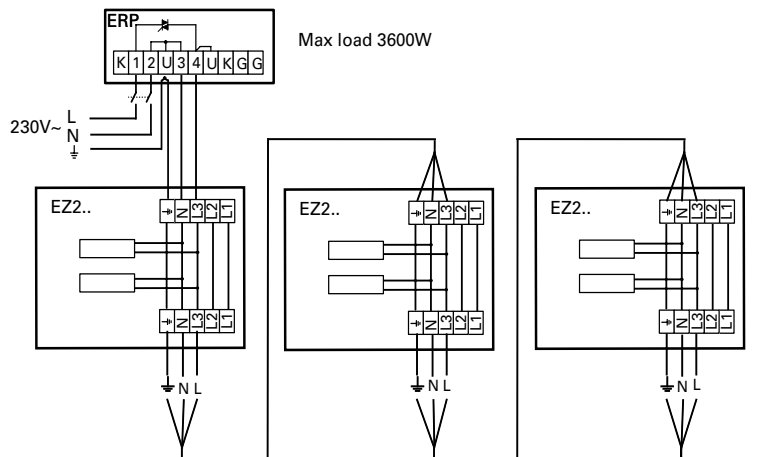 ERP
Max load 3600W
K 1 2 U 3 4 U K G G
L
230V~
N
EZ2..
N L3 L2 L1
N L3 L2 L1
N L
EZ2..
N L3 L2 L1
N L3 L2 L1
N L
EZ2..
N L3 L2 L1
N L3 L2 L1
N L